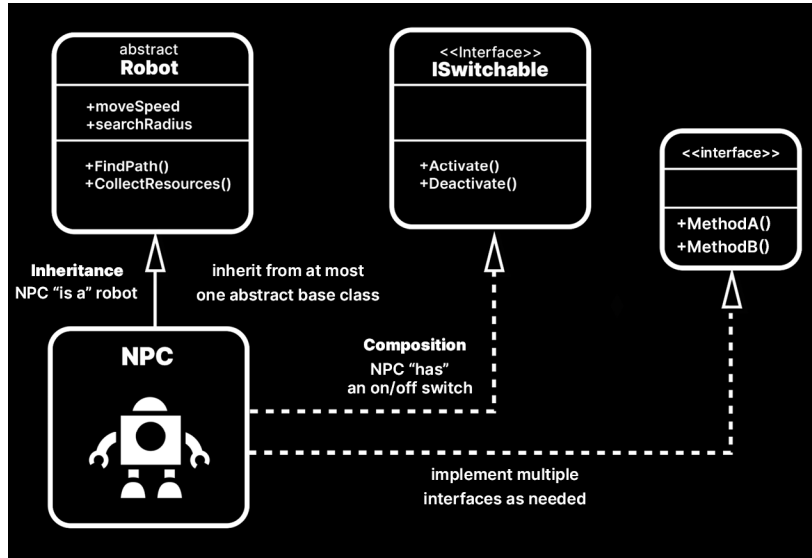 abstract
Robot
+moveSpeed
+searchRadius
+FindPath()
+CollectResources()
<<Interface>>
ISwitchable
+Activate()
+Deactivate()
<<interface>>
+MethodA()
+MethodB()
Inheritance
NPC “is a” robot
inherit from at most
one abstract base class
NPC
Composition
NPC “has”
an on/off switch
implement multiple
interfaces as needed